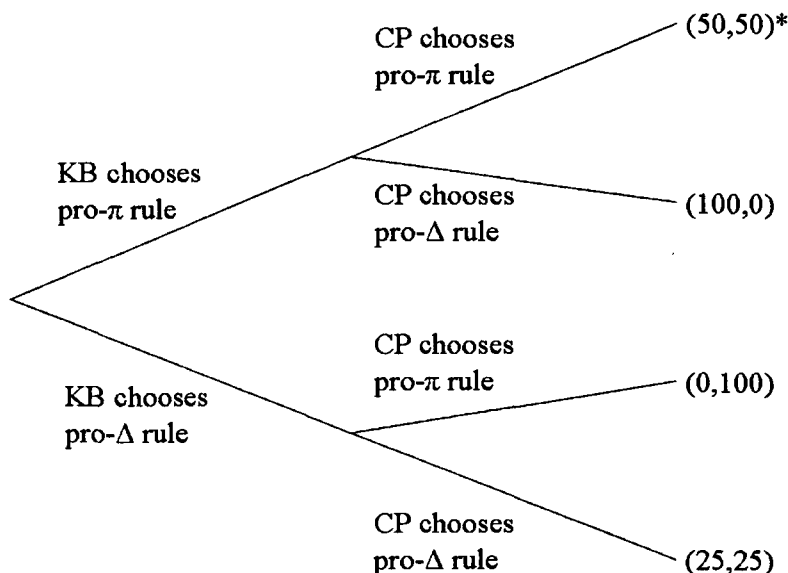 CP chooses
pro-π rule
(50,50)*
KB chooses
pro-π rule
CP chooses
pro-Δ rule
(100,0)
CP chooses
pro-π rule
(0,100)
KB chooses
pro-Δ rule
CP chooses
pro-Δ rule
(25,25)